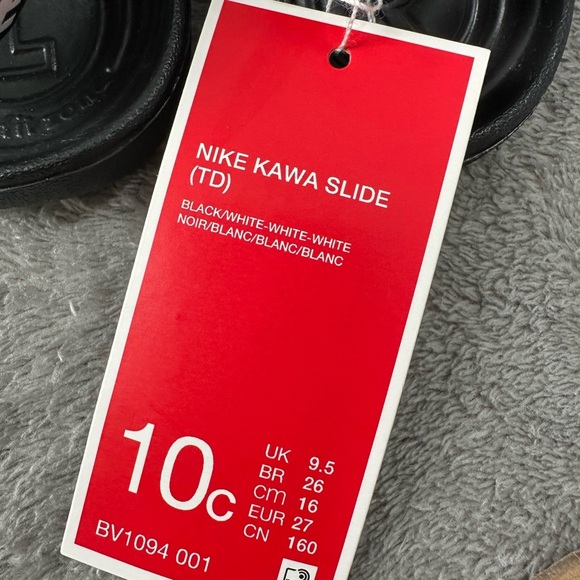 NIKE KAWA SLIDE
(TD)
BLACK/WHITE-WHITE-WHITE
NOIR/BLANC/BLANC/BLANC
10C
UK 9.5
BR 26
cm 16
EUR 27
CN 160
BV1094 001